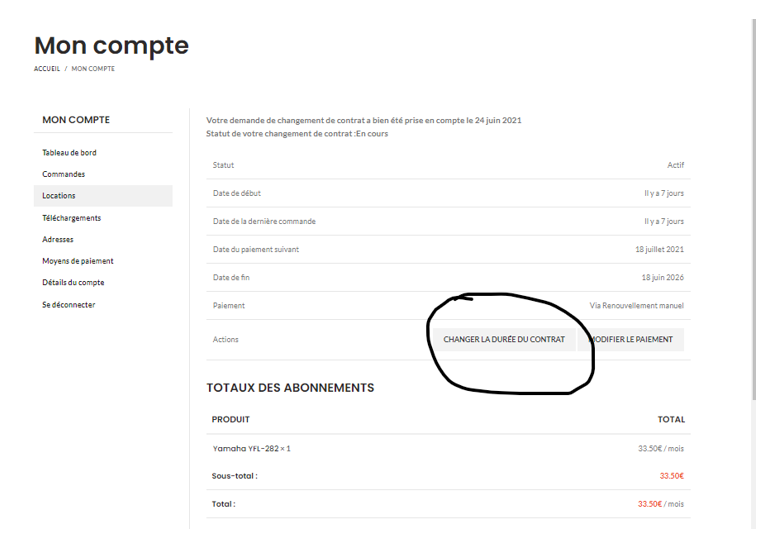 Mon compte
ACCUEIL / MON COMPTE
MON COMPTE
Tableau de bord
Commandes
Locations
Téléchargements
Adresses
Moyens de paiement
Détails du compte
Se déconnecter
Votre demande de changement de contrat a bien été prise en compte le 24 juin 2021
Statut de votre changement de contrat :En cours
Statut Actif
Date de début Il y a 7 jours
Date de la dernière commande Il y a 7 jours
Date du paiement suivant 18 juillet 2021
Date de fin 18 juin 2026
Paiement Via Renouvellement manuel
Actions CHANGER LA DURÉE DU CONTRAT MODIFIER LE PAIEMENT
TOTAUX DES ABONNEMENTS
PRODUIT TOTAL
Yamaha YFL-282 × 1 33.50€ / mois
Sous-total : 33.50€
Total : 33.50€ / mois